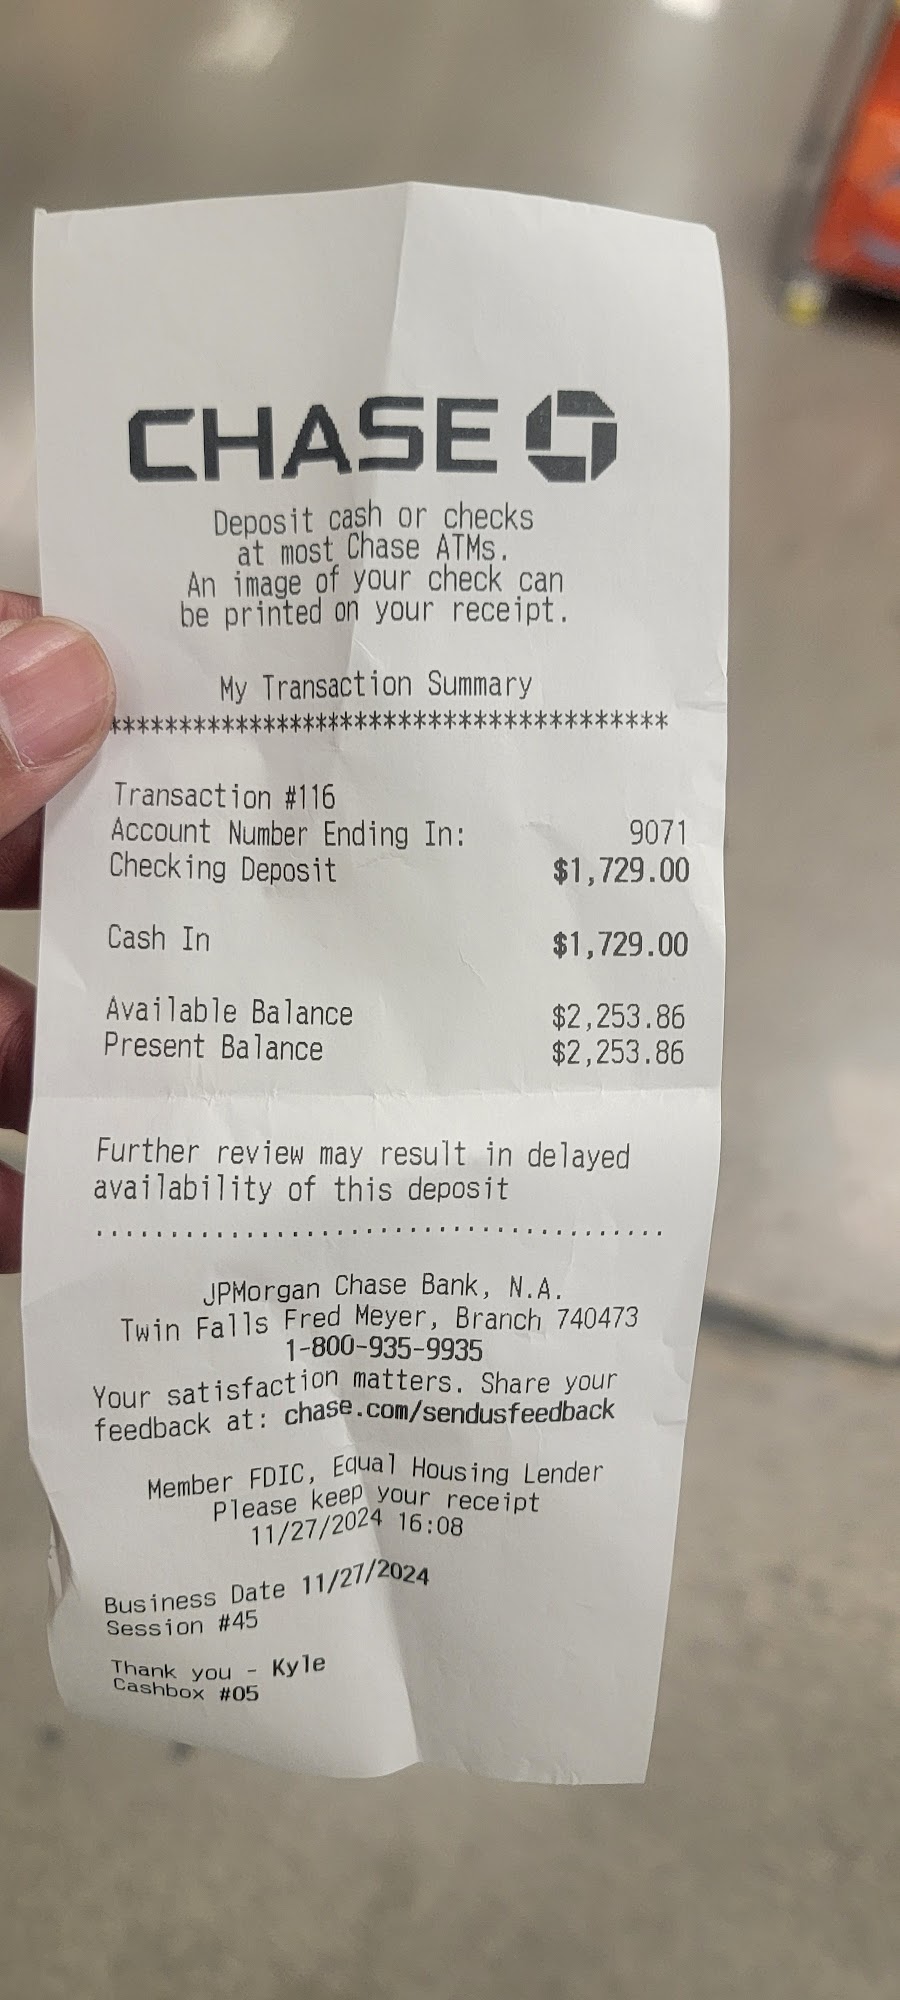 CHASE
Deposit cash or checks
at most Chase ATMs.
An image of your check can
be printed on your receipt.
My Transaction Summary
****************************************
Transaction #116
Account Number Ending In: 9071
Checking Deposit $1,729.00
Cash In $1,729.00
Available Balance $2,253.86
Present Balance $2,253.86
Further review may result in delayed
availability of this deposit
.......................................
JPMorgan Chase Bank, N.A.
Twin Falls Fred Meyer, Branch 740473
1-800-935-9935
Your satisfaction matters. Share your
feedback at: chase.com/sendusfeedback
Member FDIC, Equal Housing Lender
Please keep your receipt
11/27/2024 16:08
Business Date 11/27/2024
Session #45
Thank you - Kyle
Cashbox #05